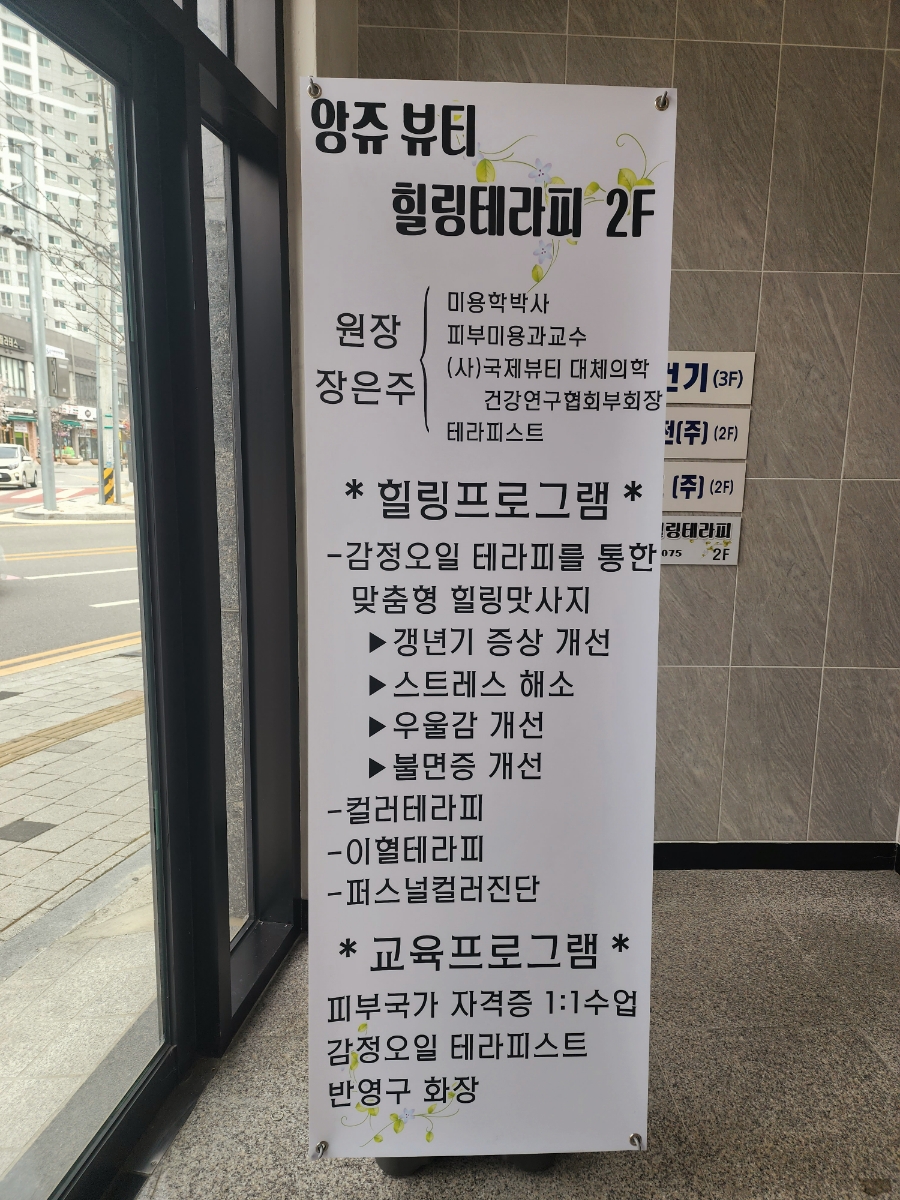 앙쥬 뷰티
힐링테라피 2F
원장
장은주
미용학박사
피부미용과교수
(사)국제뷰티 대체의학
건강연구협회부회장
테라피스트
* 힐링프로그램 *
-감정오일 테라피를 통한
맞춤형 힐링맛사지
▶갱년기 증상 개선
▶스트레스 해소
▶우울감 개선
▶불면증 개선
-컬러테라피
-이혈테라피
-퍼스널컬러진단
* 교육프로그램 *
피부국가 자격증 1:1수업
감정오일 테라피스트
반영구 화장
(3F)
(주) (2F)
(주) (2F)
힐링테라피
075 2F